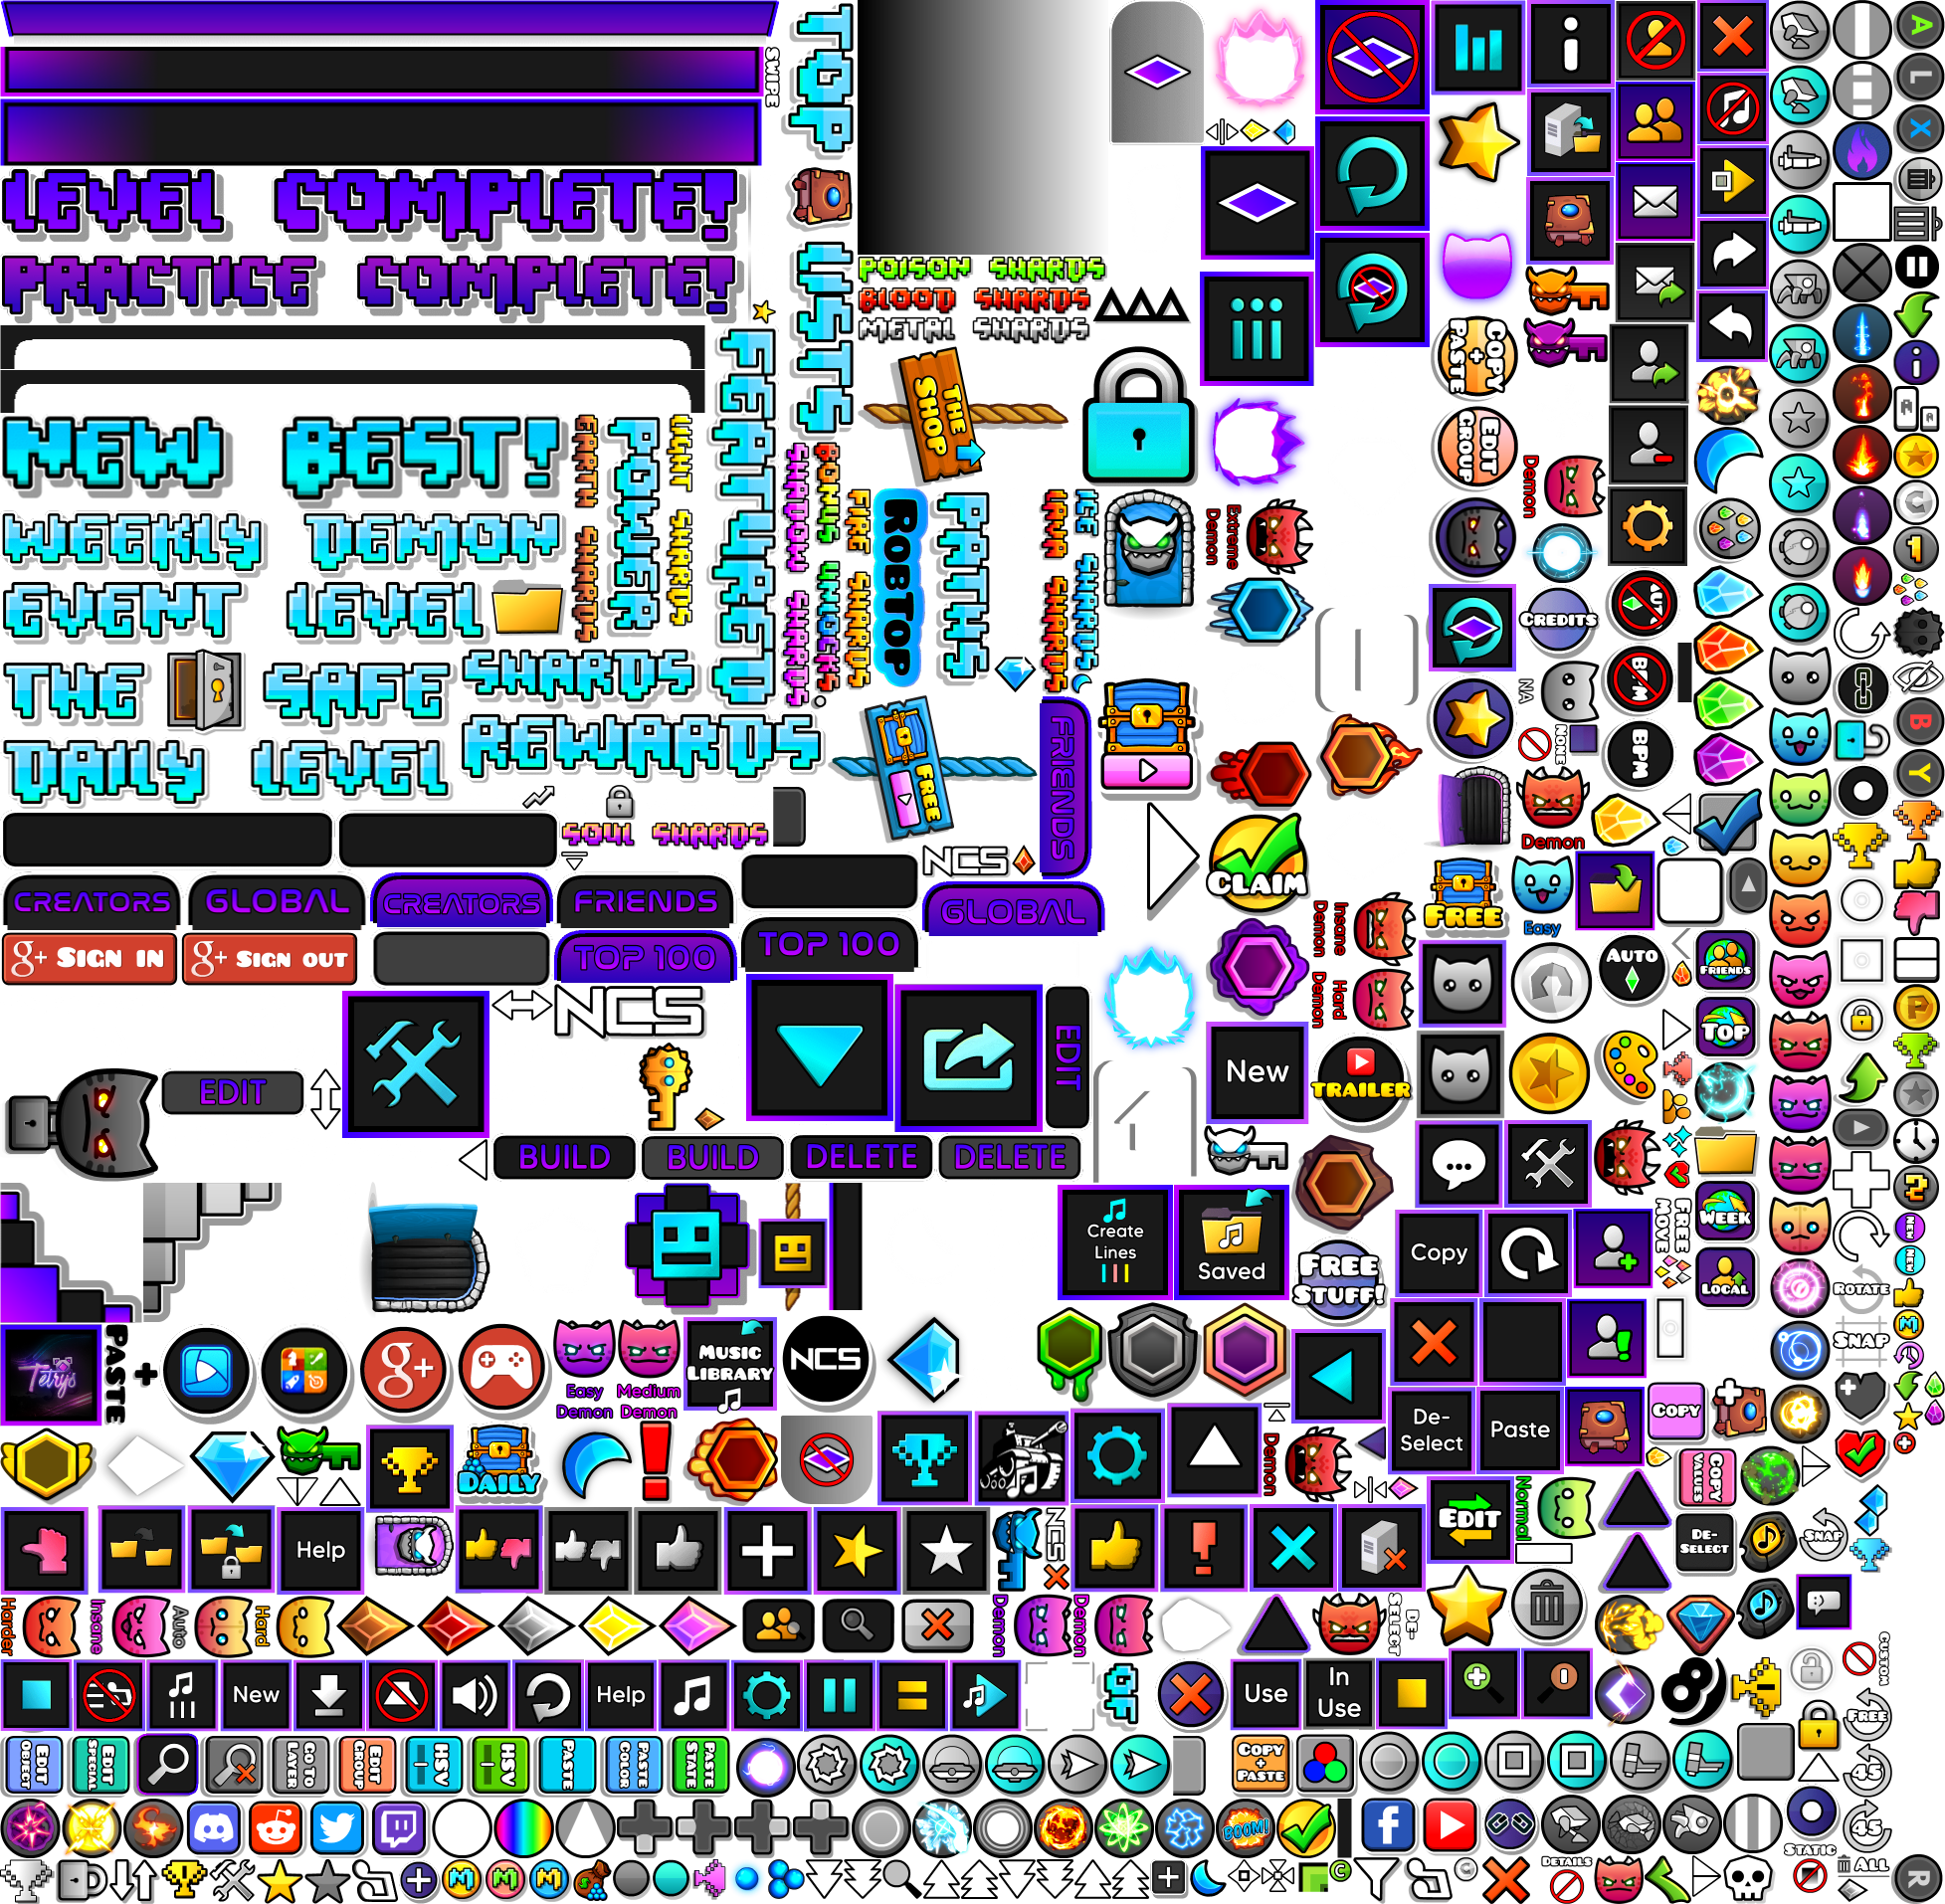 SWIPE
TOP
LEVEL COMPLETE!
PRACTICE COMPLETE!
LISTS
POISON SHARDS
BLOOD SHARDS
METAL SHARDS
FEATURED
THE SHOP
COPY + PASTE
EDIT GROUP
NEW BEST!
EARTH SHARDS
POWER
LIGHT SHARDS
SHADOW SHARDS
BONUS UNLOCKS
FIRE SHARDS
ROBTOP
PATHS
LAVA SHARDS
ICE SHARDS
Extreme Demon
Demon
WEEKLY DEMON
EVENT LEVEL
CREDITS
AUTO
BPM
NA
NONE
BPM
THE SAFE
SHARDS
DAILY LEVEL
REWARDS
FREE
FRIENDS
SOUL SHARDS
NCS
CLAIM
Demon
FREE
Easy
CREATORS
GLOBAL
CREATORS
FRIENDS
GLOBAL
g+ SIGN IN
g+ SIGN OUT
TOP 100
TOP 100
Insane Demon
Hard Demon
AUTO
FRIENDS
TOP
NCS
EDIT
EDIT
New
TRAILER
BUILD
BUILD
DELETE
DELETE
Create Lines
Saved
FREE STUFF!
Copy
FREE MOVE
WEEK
LOCAL
NEW
NEW
ROTATE
SNAP
Tetrys
PASTE +
g+
Easy Demon
Medium Demon
MUSIC LIBRARY
NCS
De-Select
Paste
COPY
DAILY
Demon
COPY VALUES
EDIT
Normal
DE-SELECT
SNAP
Help
NCS
Harder
Insane
Auto
Hard
Demon
Demon
DE-SELECT
New
Help
GF
Use
In Use
CUSTOM
FREE
EDIT OBJECT
EDIT SPECIAL
GO TO LAYER
EDIT GROUP
HSV
HSV
PASTE
PASTE COLOR
PASTE STATE
COPY + PASTE
45
45
BOOM!
STATIC
DETAILS
ALL
A
L
X
B
Y
R